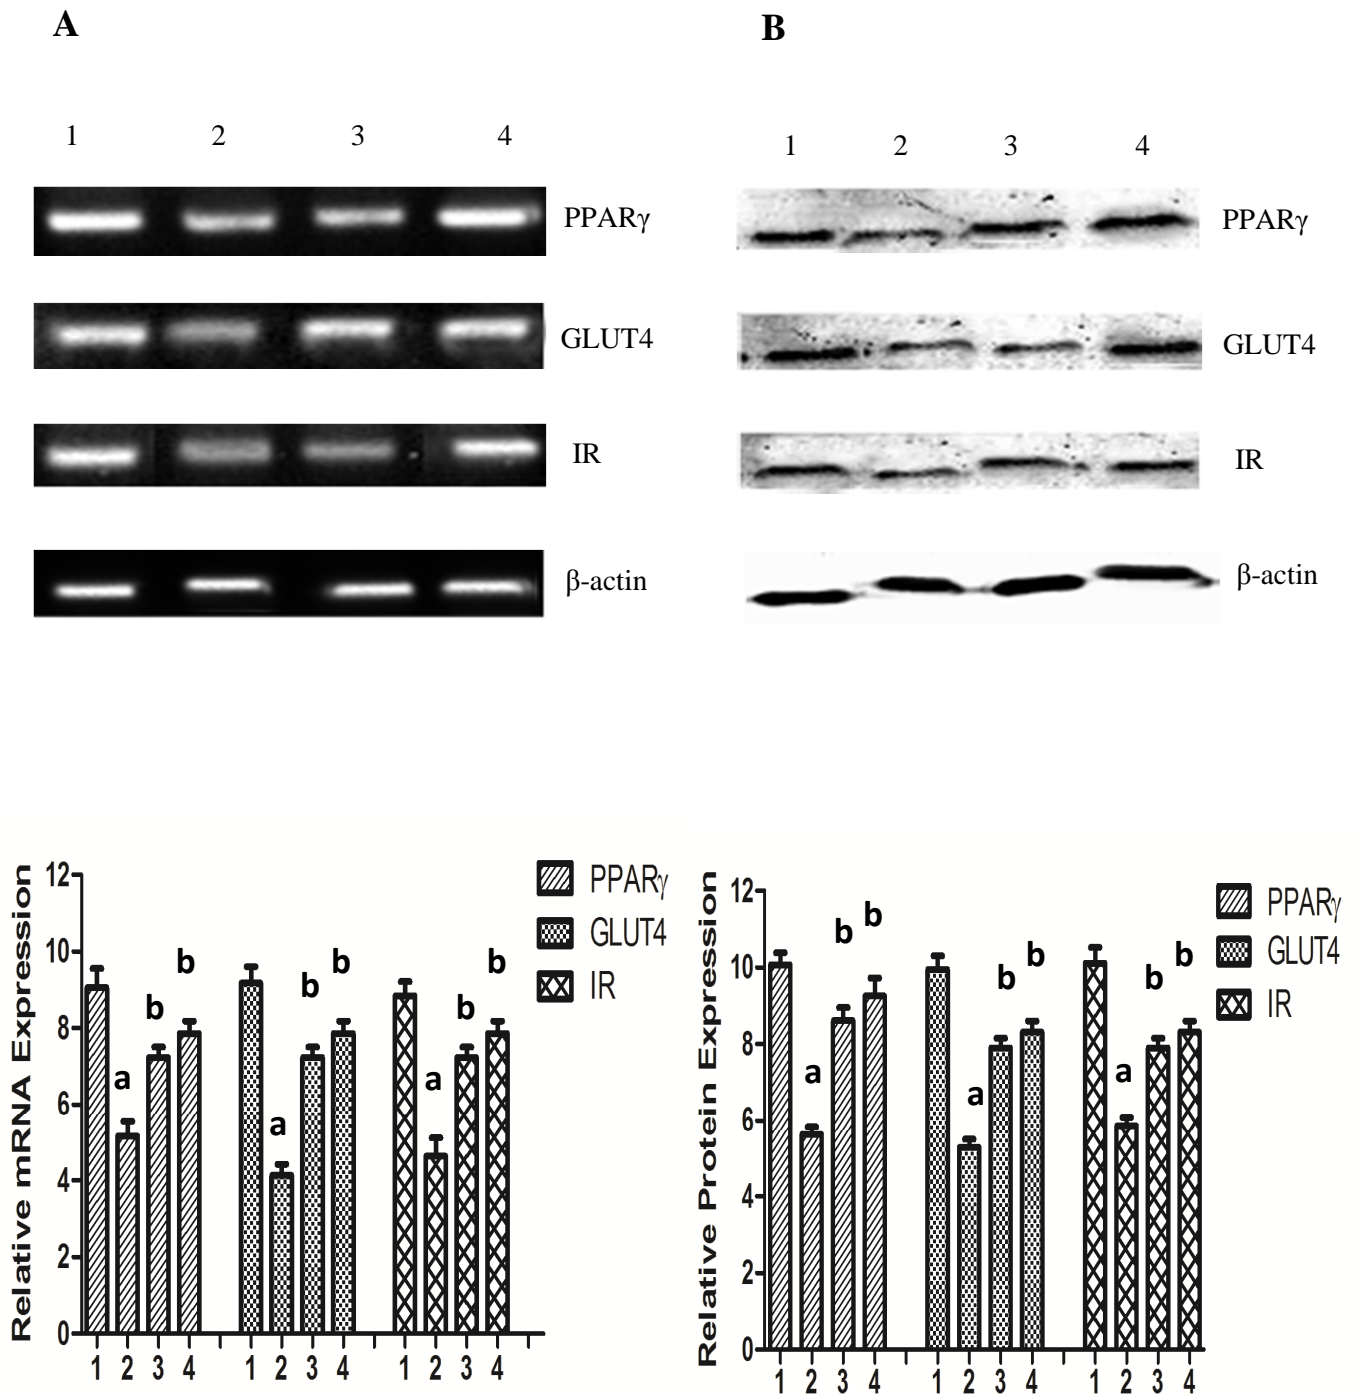 A
1 2 3 4
PPARγ
GLUT4
IR
β-actin
B
1 2 3 4
PPARγ
GLUT4
IR
β-actin
Relative mRNA Expression
12
10
8
6
4
2
0
a b b
a b b
a b b
1 2 3 4 1 2 3 4 1 2 3 4
PPARγ
GLUT4
IR
Relative Protein Expression
12
10
8
6
4
2
0
a b b
a b b
a b b
1 2 3 4 1 2 3 4 1 2 3 4
PPARγ
GLUT4
IR